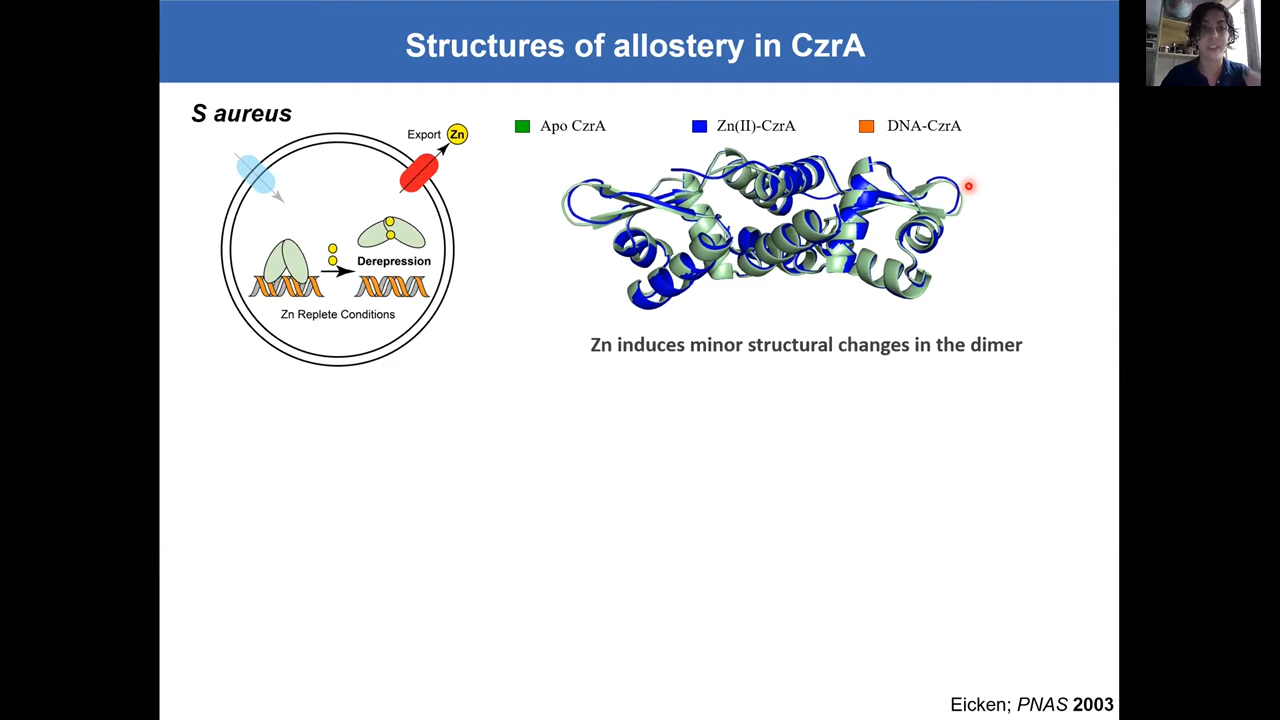 Structures of allostery in CzrA
S aureus
Export Zn
Apo CzrA
Zn(II)-CzrA
DNA-CzrA
Derepression
Zn Replete Conditions
Zn induces minor structural changes in the dimer
Eicken; PNAS 2003